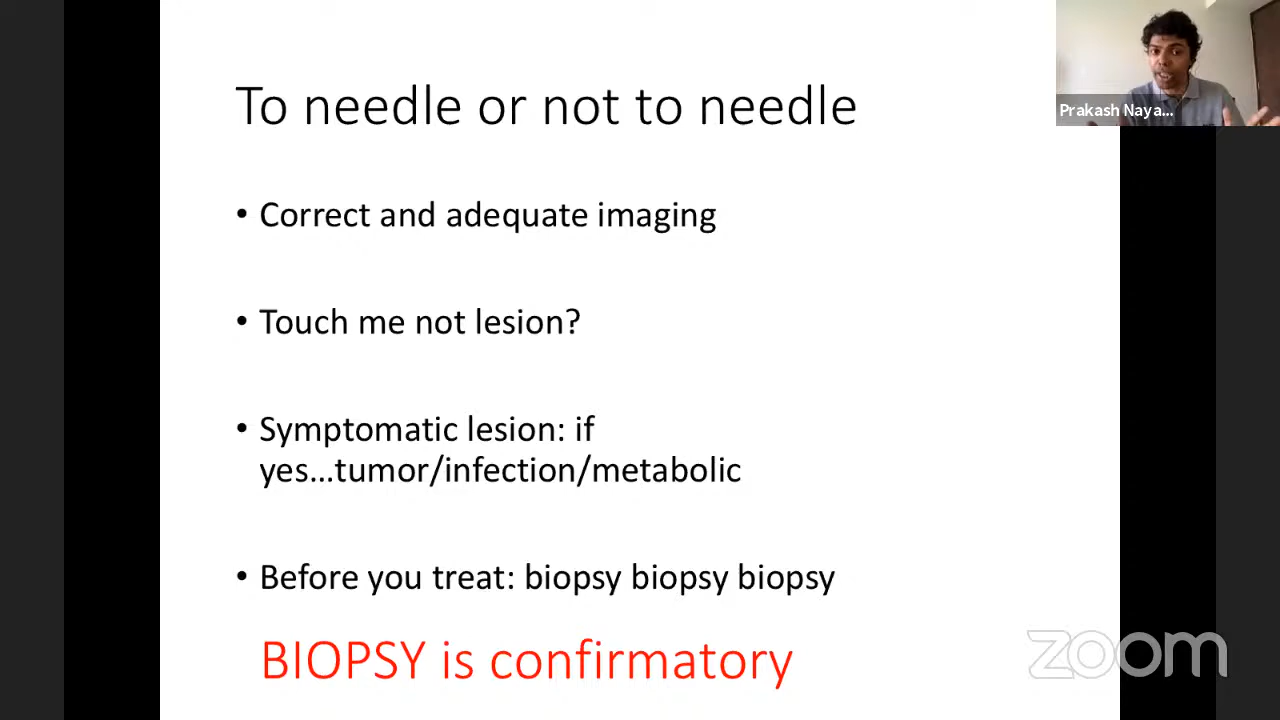 To needle or not to needle
Prakash Naya...
• Correct and adequate imaging
• Touch me not lesion?
• Symptomatic lesion: if
yes...tumor/infection/metabolic
• Before you treat: biopsy biopsy biopsy
BIOPSY is confirmatory
zoom